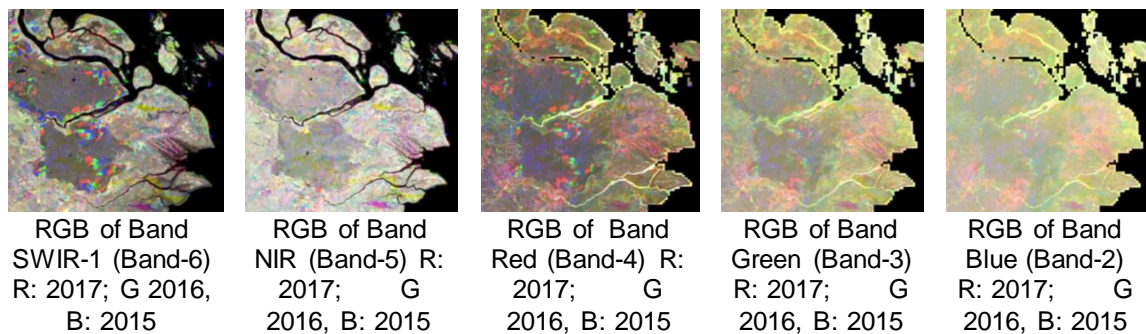 RGB of Band
SWIR-1 (Band-6)
R: 2017; G 2016,
B: 2015
RGB of Band
NIR (Band-5) R:
2017; G
2016, B: 2015
RGB of Band
Red (Band-4) R:
2017; G
2016, B: 2015
RGB of Band
Green (Band-3)
R: 2017; G
2016, B: 2015
RGB of Band
Blue (Band-2)
R: 2017; G
2016, B: 2015